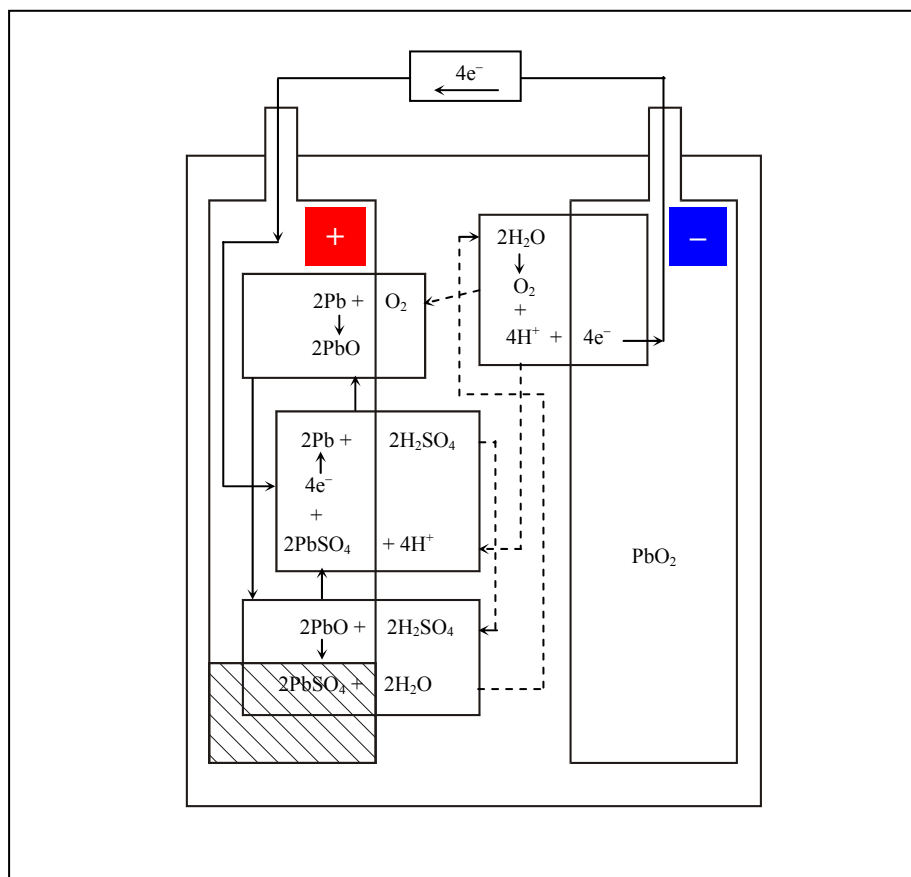 4e⁻
+
−
2H₂O
O₂
+
4H⁺ + 4e⁻
2Pb + O₂
2PbO
2Pb + 2H₂SO₄
4e⁻
+
2PbSO₄ + 4H⁺
PbO₂
2PbO + 2H₂SO₄
2PbSO₄ + 2H₂O